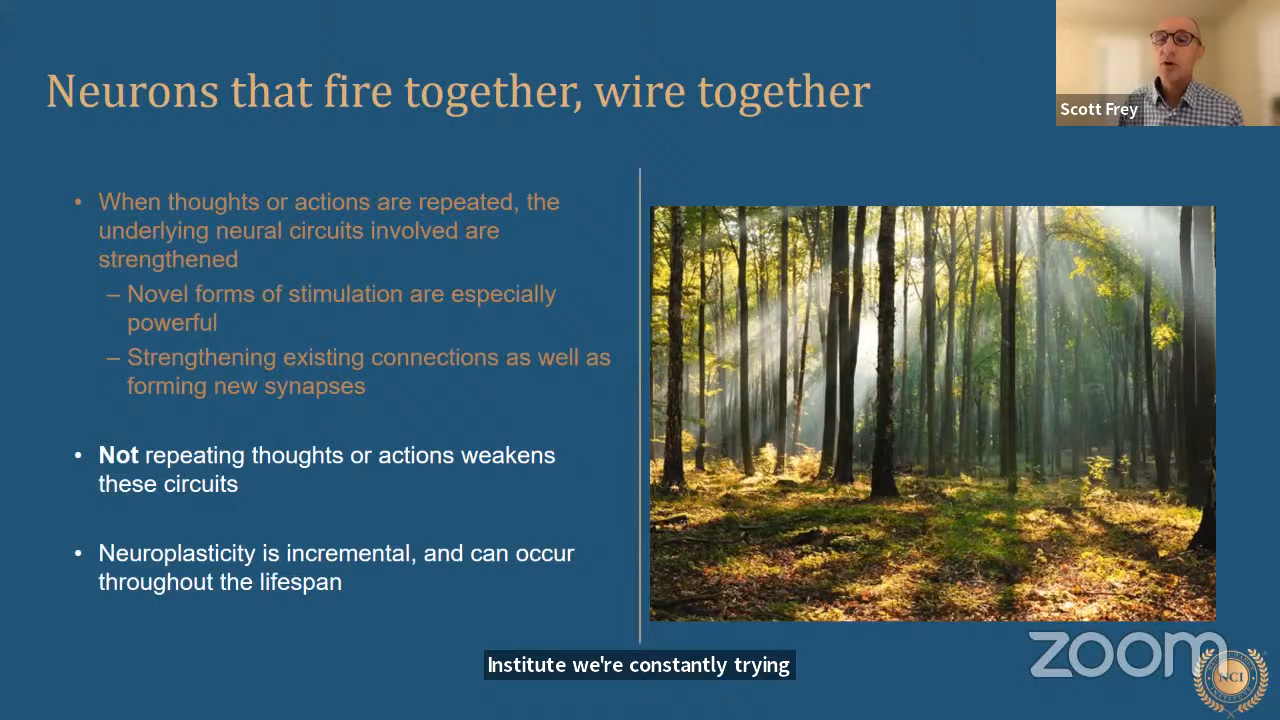 Neurons that fire together, wire together
Scott Frey
• When thoughts or actions are repeated, the
underlying neural circuits involved are
strengthened
– Novel forms of stimulation are especially
powerful
– Strengthening existing connections as well as
forming new synapses
• Not repeating thoughts or actions weakens
these circuits
• Neuroplasticity is incremental, and can occur
throughout the lifespan
Institute we're constantly trying
zoom
NCI